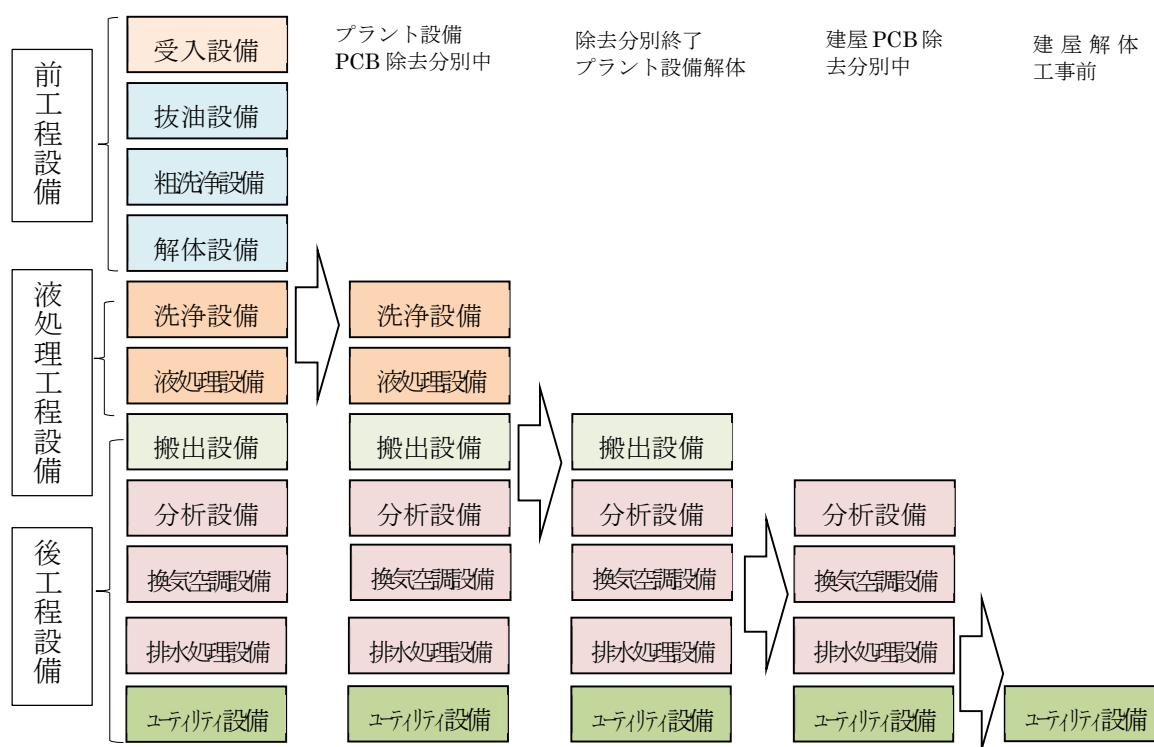 プラント設備
PCB 除去分別中
除去分別終了
プラント設備解体
建屋 PCB 除
去分別中
建屋解体
工事前
前工程設備
受入設備
抜油設備
粗洗浄設備
解体設備
液処理工程設備
洗浄設備
洗浄設備
液処理設備
液処理設備
搬出設備
搬出設備
搬出設備
後工程設備
分析設備
分析設備
分析設備
分析設備
換気空調設備
換気空調設備
換気空調設備
換気空調設備
排水処理設備
排水処理設備
排水処理設備
排水処理設備
ユーティリティ設備
ユーティリティ設備
ユーティリティ設備
ユーティリティ設備
ユーティリティ設備